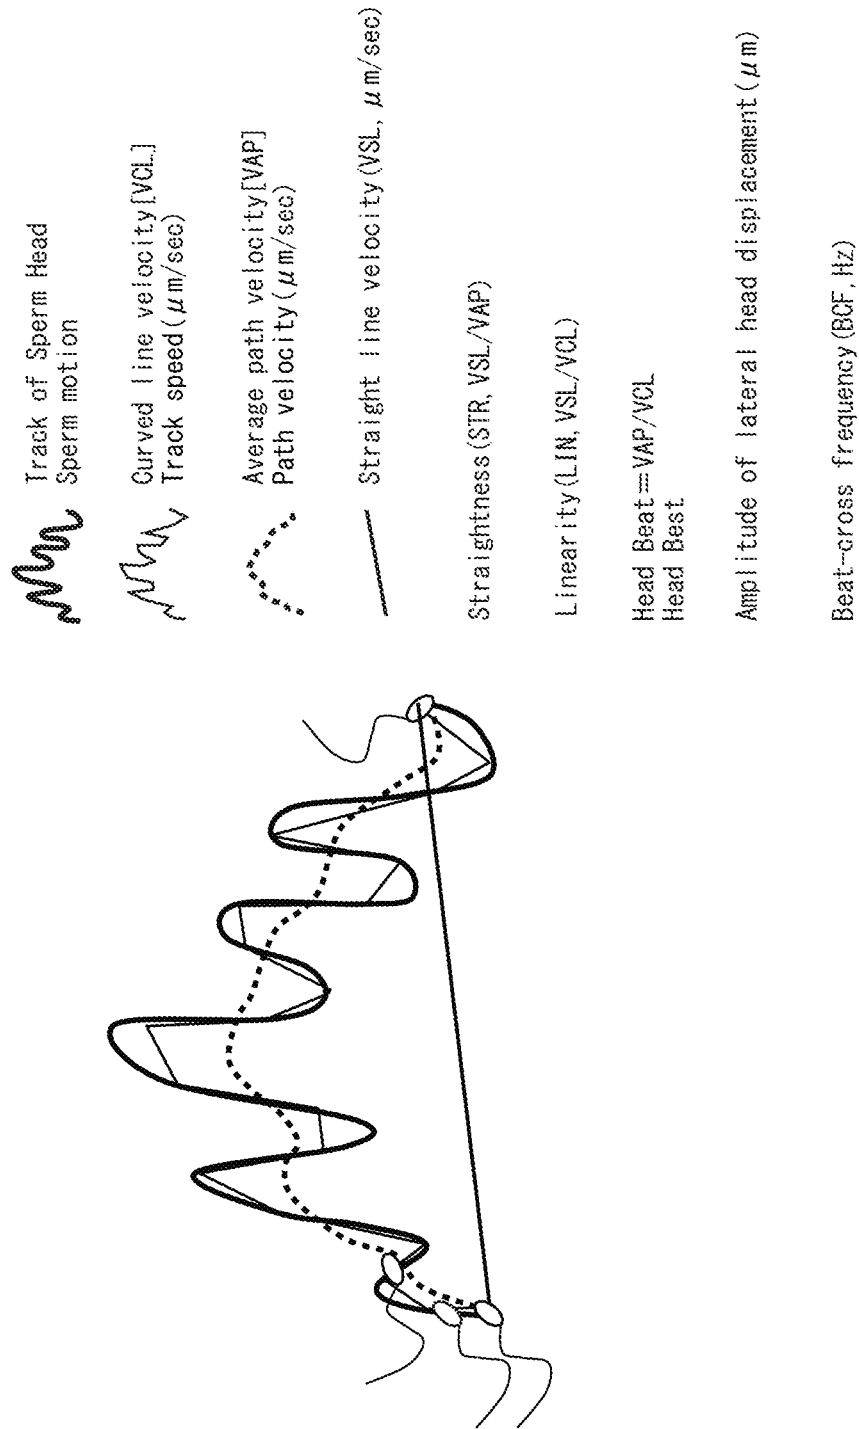 Track of Sperm Head
Sperm motion
Curved line velocity[VCL]
Track speed(μm/sec)
Average path velocity[VAP]
Path velocity(μm/sec)
Straight line velocity(VSL, μm/sec)
Straightness(STR, VSL/VAP)
Linearity(LIN, VSL/VCL)
Head Beat=VAP/VCL
Head Best
Amplitude of lateral head displacement(μm)
Beat-cross frequency(BCF, Hz)